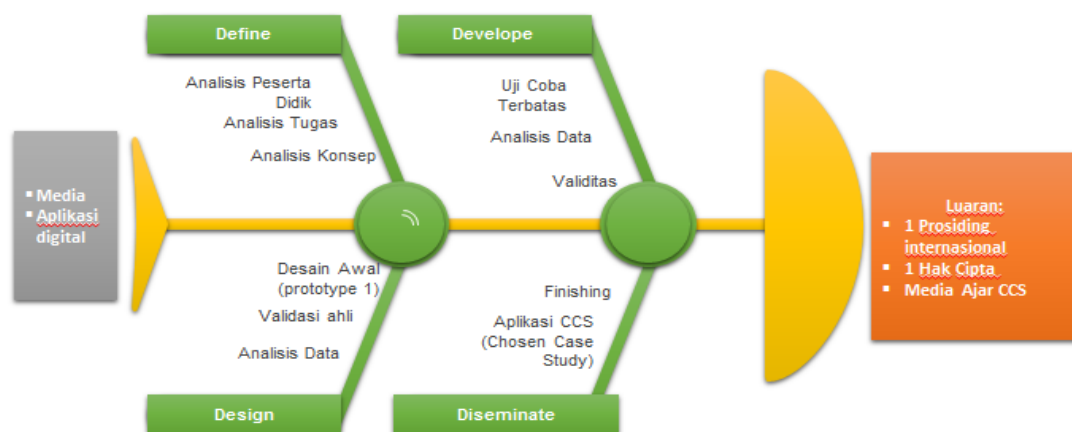 Define
Develope
Analisis Peserta
Didik
Analisis Tugas
Analisis Konsep
Uji Coba
Terbatas
Analisis Data
Validitas
▪ Media
▪ Aplikasi
digital
Luaran:
▪ 1 Prosiding
internasional
▪ 1 Hak Cipta
▪ Media Ajar CCS
Desain Awal
(prototype 1)
Validasi ahli
Analisis Data
Finishing
Aplikasi CCS
(Chosen Case
Study)
Design
Diseminate